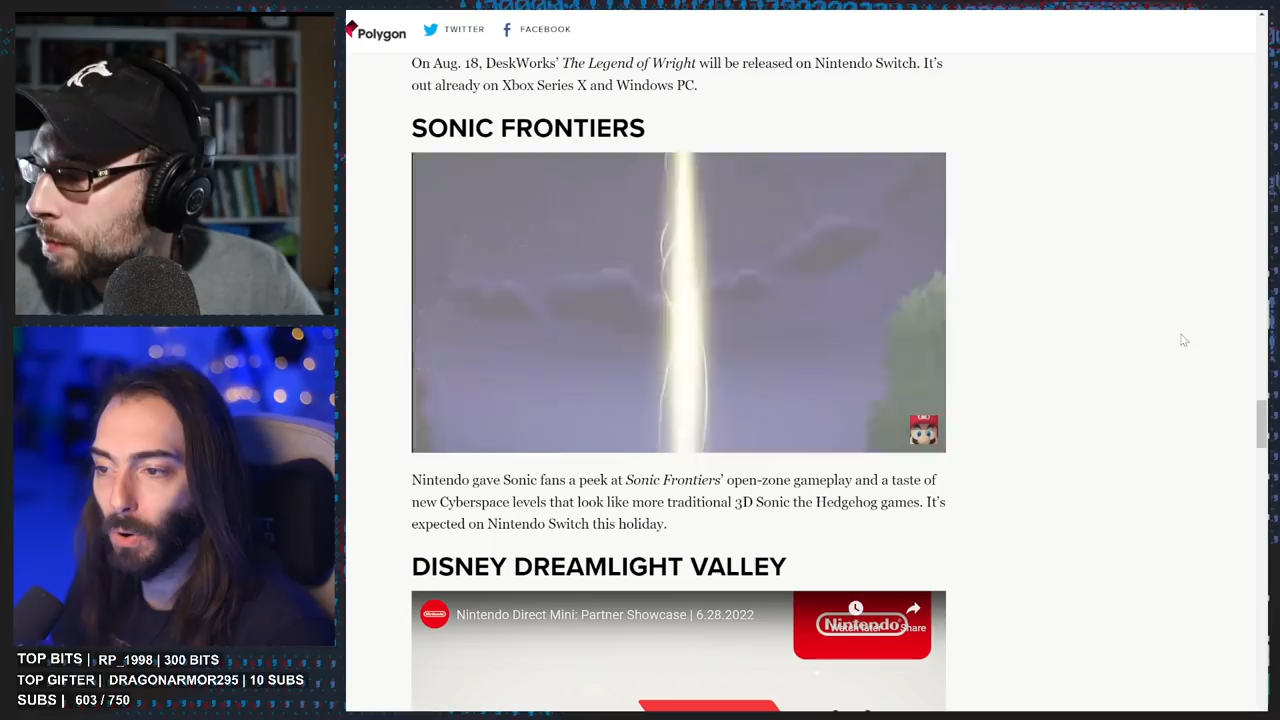 Polygon
TWITTER
FACEBOOK
On Aug. 18, DeskWorks’ The Legend of Wright will be released on Nintendo Switch. It’s
out already on Xbox Series X and Windows PC.
SONIC FRONTIERS
Nintendo gave Sonic fans a peek at Sonic Frontiers’ open-zone gameplay and a taste of
new Cyberspace levels that look like more traditional 3D Sonic the Hedgehog games. It’s
expected on Nintendo Switch this holiday.
DISNEY DREAMLIGHT VALLEY
Nintendo Direct Mini: Partner Showcase | 6.28.2022
Nintendo
Watch later
Share
TOP BITS | RP_1998 | 300 BITS
TOP GIFTER | DRAGONARMOR295 | 10 SUBS
SUBS | 603 / 750